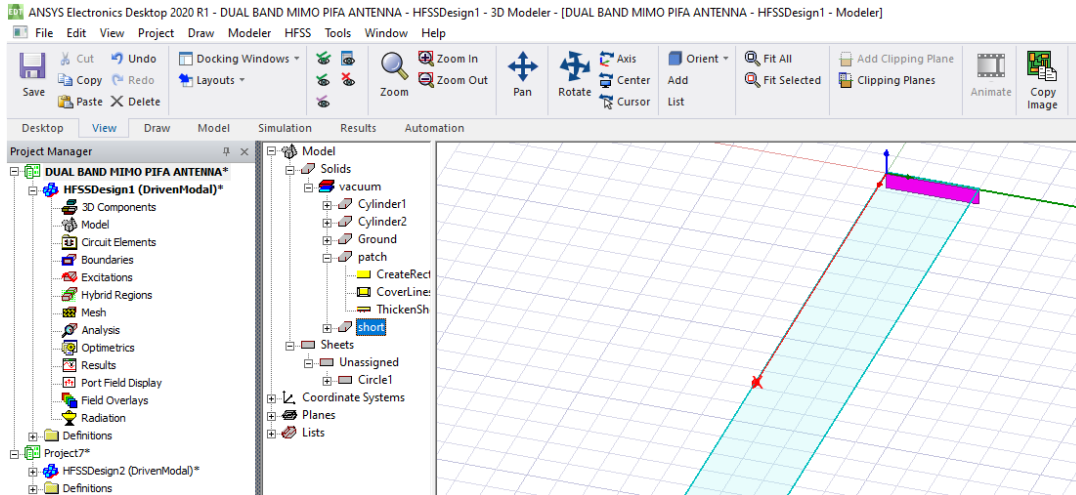 ANSYS Electronics Desktop 2020 R1 - DUAL BAND MIMO PIFA ANTENNA - HFSSDesign1 - 3D Modeler - [DUAL BAND MIMO PIFA ANTENNA - HFSSDesign1 - Modeler]
File Edit View Project Draw Modeler HFSS Tools Window Help
Save
Cut
Copy
Paste
Undo
Redo
Delete
Docking Windows
Layouts
Zoom
Zoom In
Zoom Out
Pan
Rotate
Axis
Center
Cursor
Orient
Add
List
Fit All
Fit Selected
Add Clipping Plane
Clipping Planes
Animate
Copy
Image
Desktop View Draw Model Simulation Results Automation
Project Manager
DUAL BAND MIMO PIFA ANTENNA*
HFSSDesign1 (DrivenModal)*
3D Components
Model
Circuit Elements
Boundaries
Excitations
Hybrid Regions
Mesh
Analysis
Optimetrics
Results
Port Field Display
Field Overlays
Radiation
Definitions
Project7*
HFSSDesign2 (DrivenModal)*
Definitions
Model
Solids
vacuum
Cylinder1
Cylinder2
Ground
patch
CreateRect
CoverLines
ThickenSh
short
Sheets
Unassigned
Circle1
Coordinate Systems
Planes
Lists